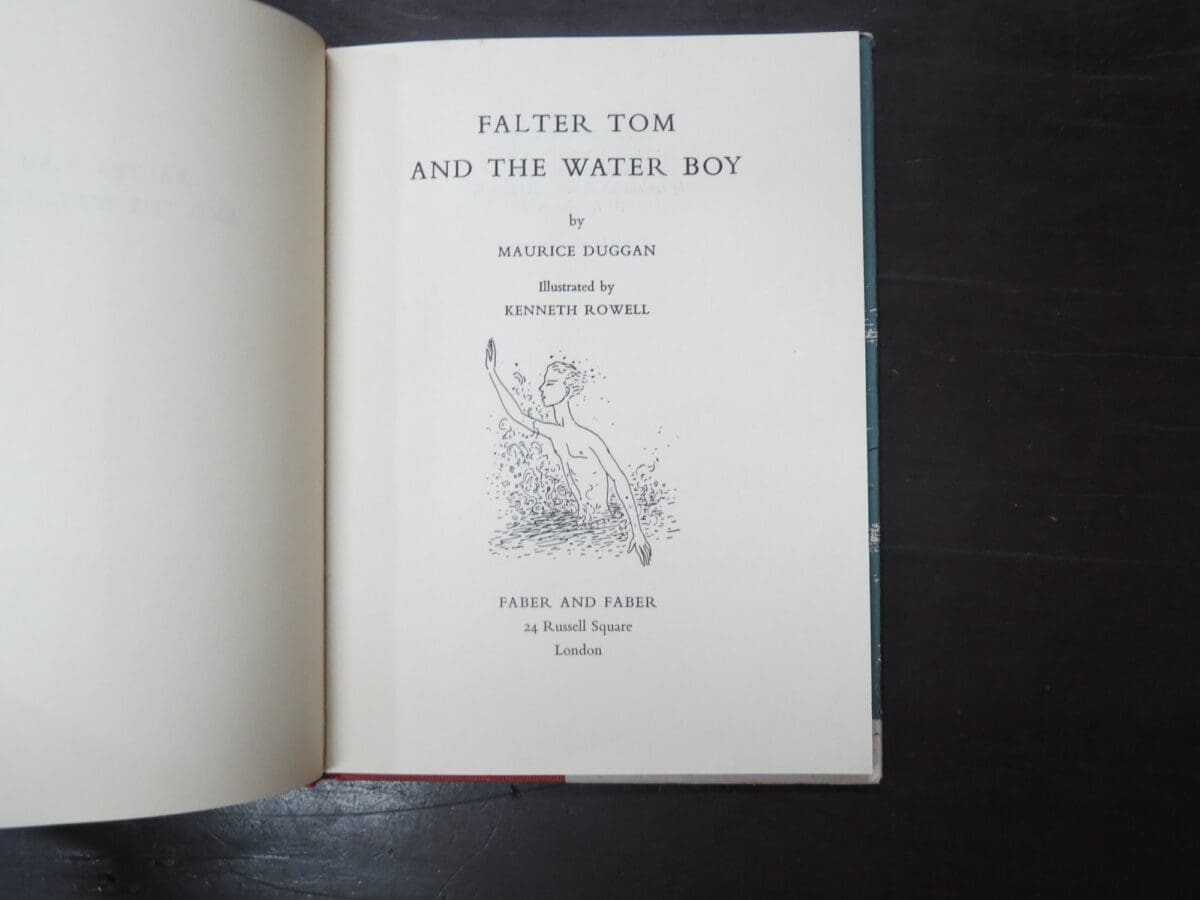 FALTER TOM
AND THE WATER BOY
by
MAURICE DUGGAN
Illustrated by
KENNETH ROWELL
FABER AND FABER
24 Russell Square
London